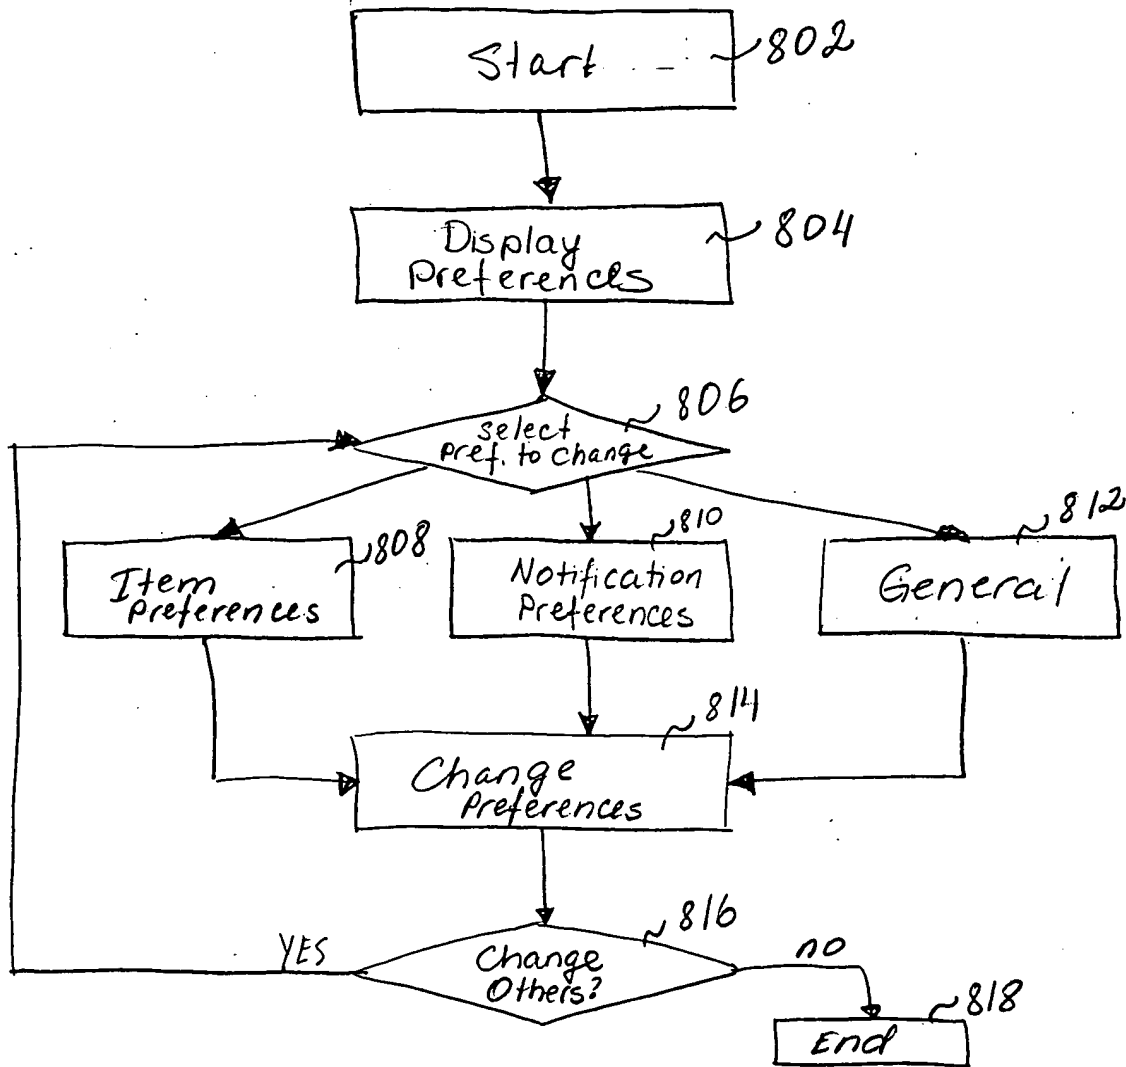 Start
802
Display
Preferences
804
Select
Pref. to Change
806
Item
Preferences
808
Notification
Preferences
810
General
812
Change
Preferences
814
Change
Others?
816
YES
no
End
818